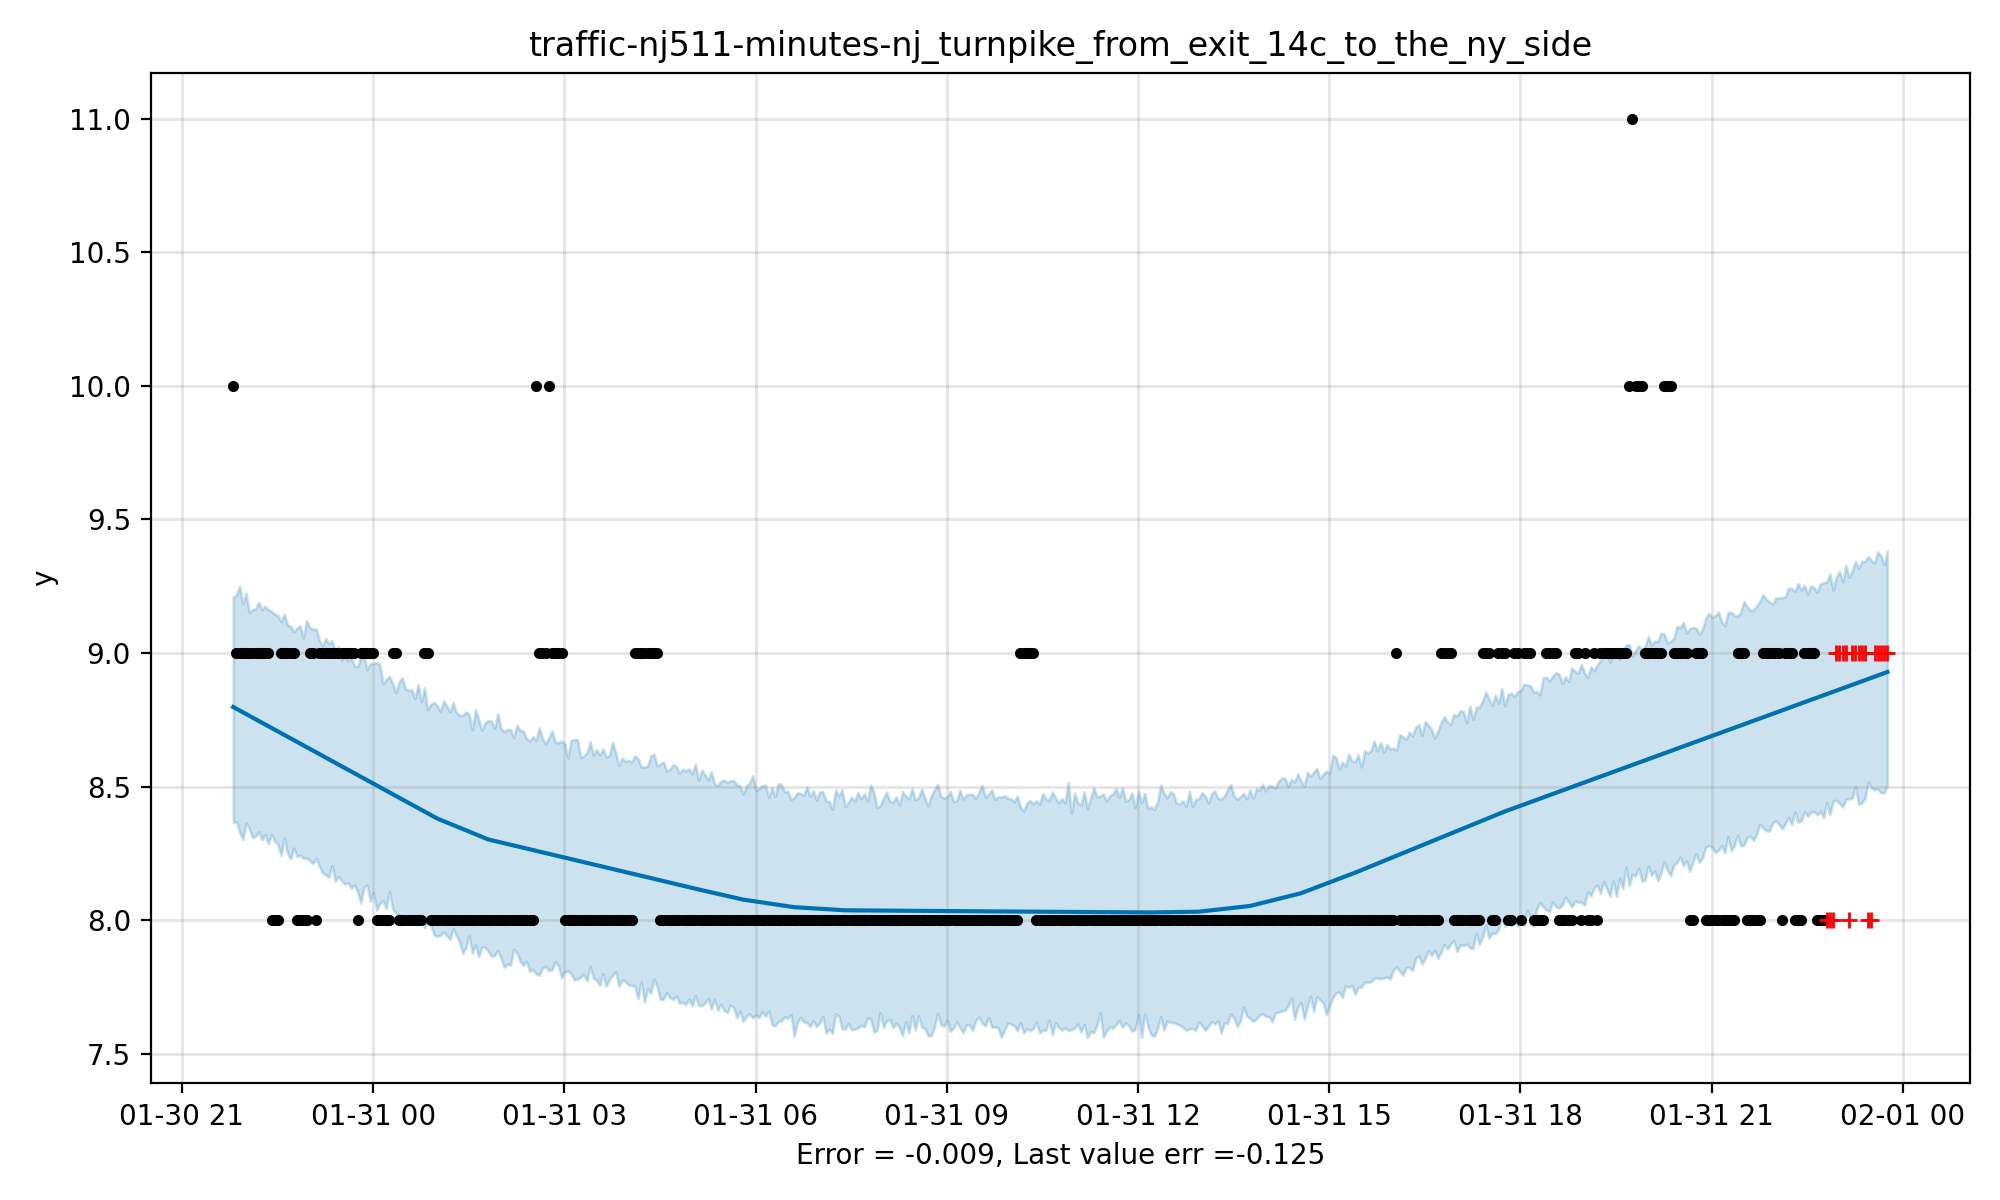 traffic-nj511-minutes-nj_turnpike_from_exit_14c_to_the_ny_side
11.0
10.5
10.0
9.5
9.0
8.5
8.0
7.5
y
01-30 21 01-31 00 01-31 03 01-31 06 01-31 09 01-31 12 01-31 15 01-31 18 01-31 21 02-01 00
Error = -0.009, Last value err =-0.125